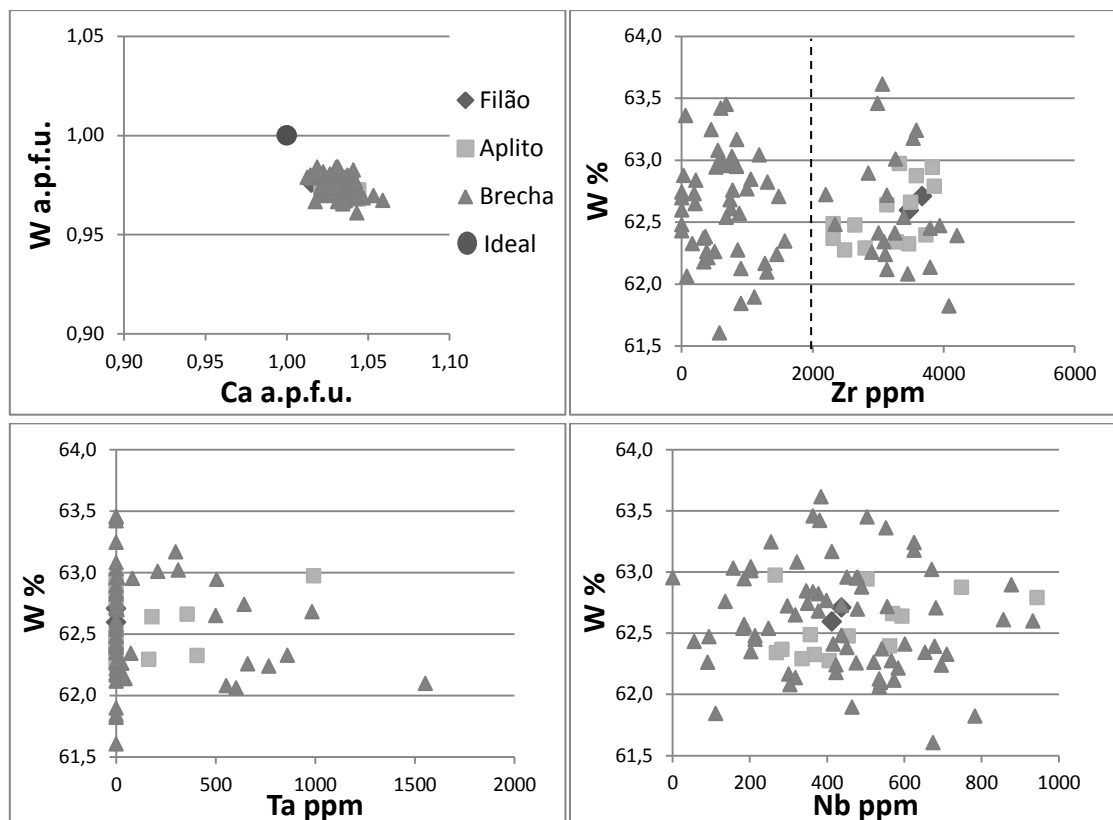 1,05
1,00
0,95
0,90
W a.p.f.u.
0,90 0,95 1,00 1,05 1,10
Ca a.p.f.u.
Filão
Aplito
Brecha
Ideal
64,0
63,5
63,0
62,5
62,0
61,5
W %
0 2000 4000 6000
Zr ppm
64,0
63,5
63,0
62,5
62,0
61,5
W %
0 500 1000 1500 2000
Ta ppm
64,0
63,5
63,0
62,5
62,0
61,5
W %
0 200 400 600 800 1000
Nb ppm